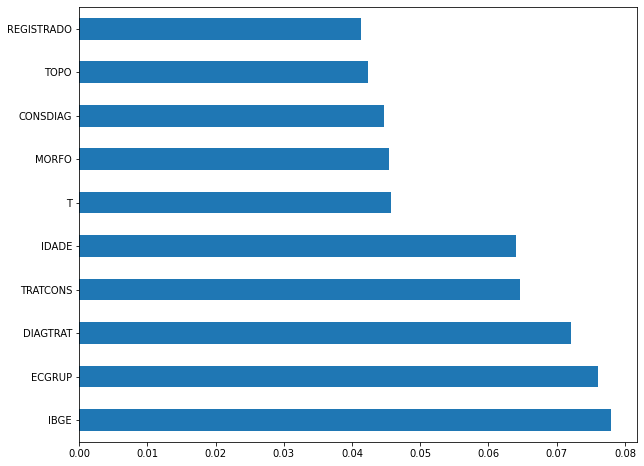 REGISTRADO
TOPO
CONSDIAG
MORFO
T
IDADE
TRATCONS
DIAGTRAT
ECGRUP
IBGE
0.00 0.01 0.02 0.03 0.04 0.05 0.06 0.07 0.08